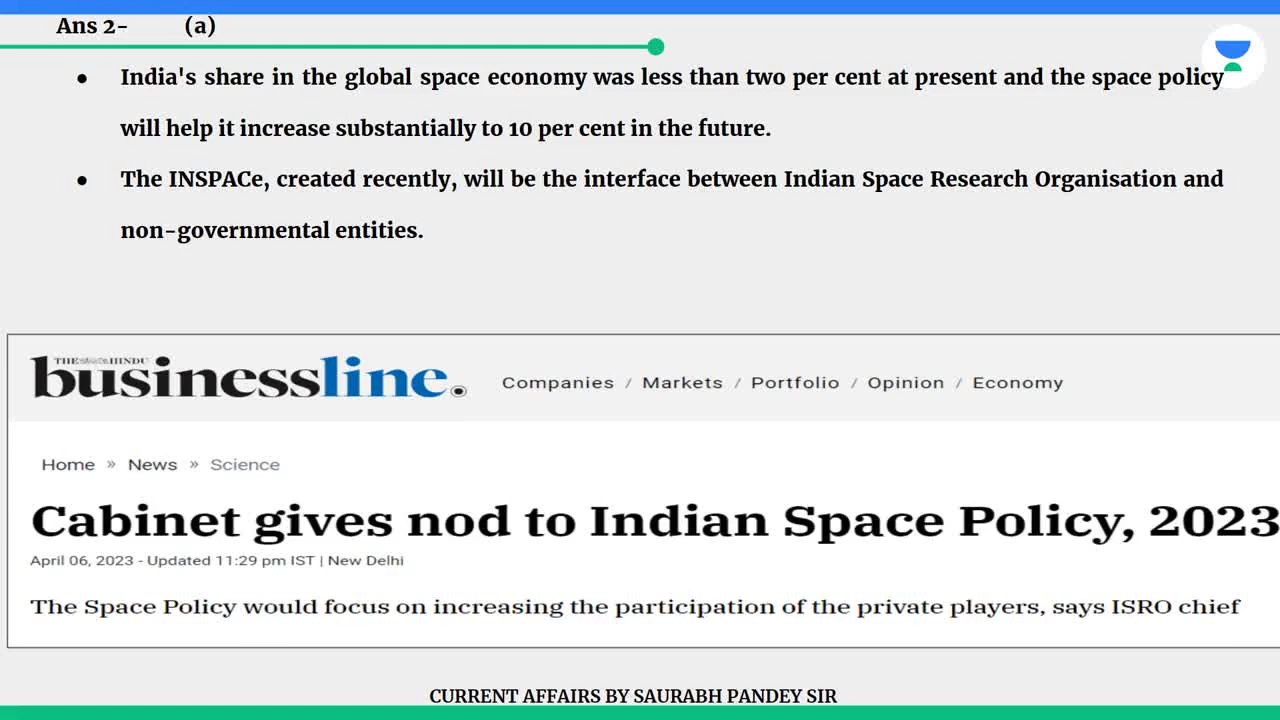 Ans 2- (a)
● India's share in the global space economy was less than two per cent at present and the space policy
will help it increase substantially to 10 per cent in the future.
● The INSPACe, created recently, will be the interface between Indian Space Research Organisation and
non-governmental entities.
THE HINDU
businessline.
Companies / Markets / Portfolio / Opinion / Economy
Home » News » Science
Cabinet gives nod to Indian Space Policy, 2023
April 06, 2023 - Updated 11:29 pm IST | New Delhi
The Space Policy would focus on increasing the participation of the private players, says ISRO chief
CURRENT AFFAIRS BY SAURABH PANDEY SIR